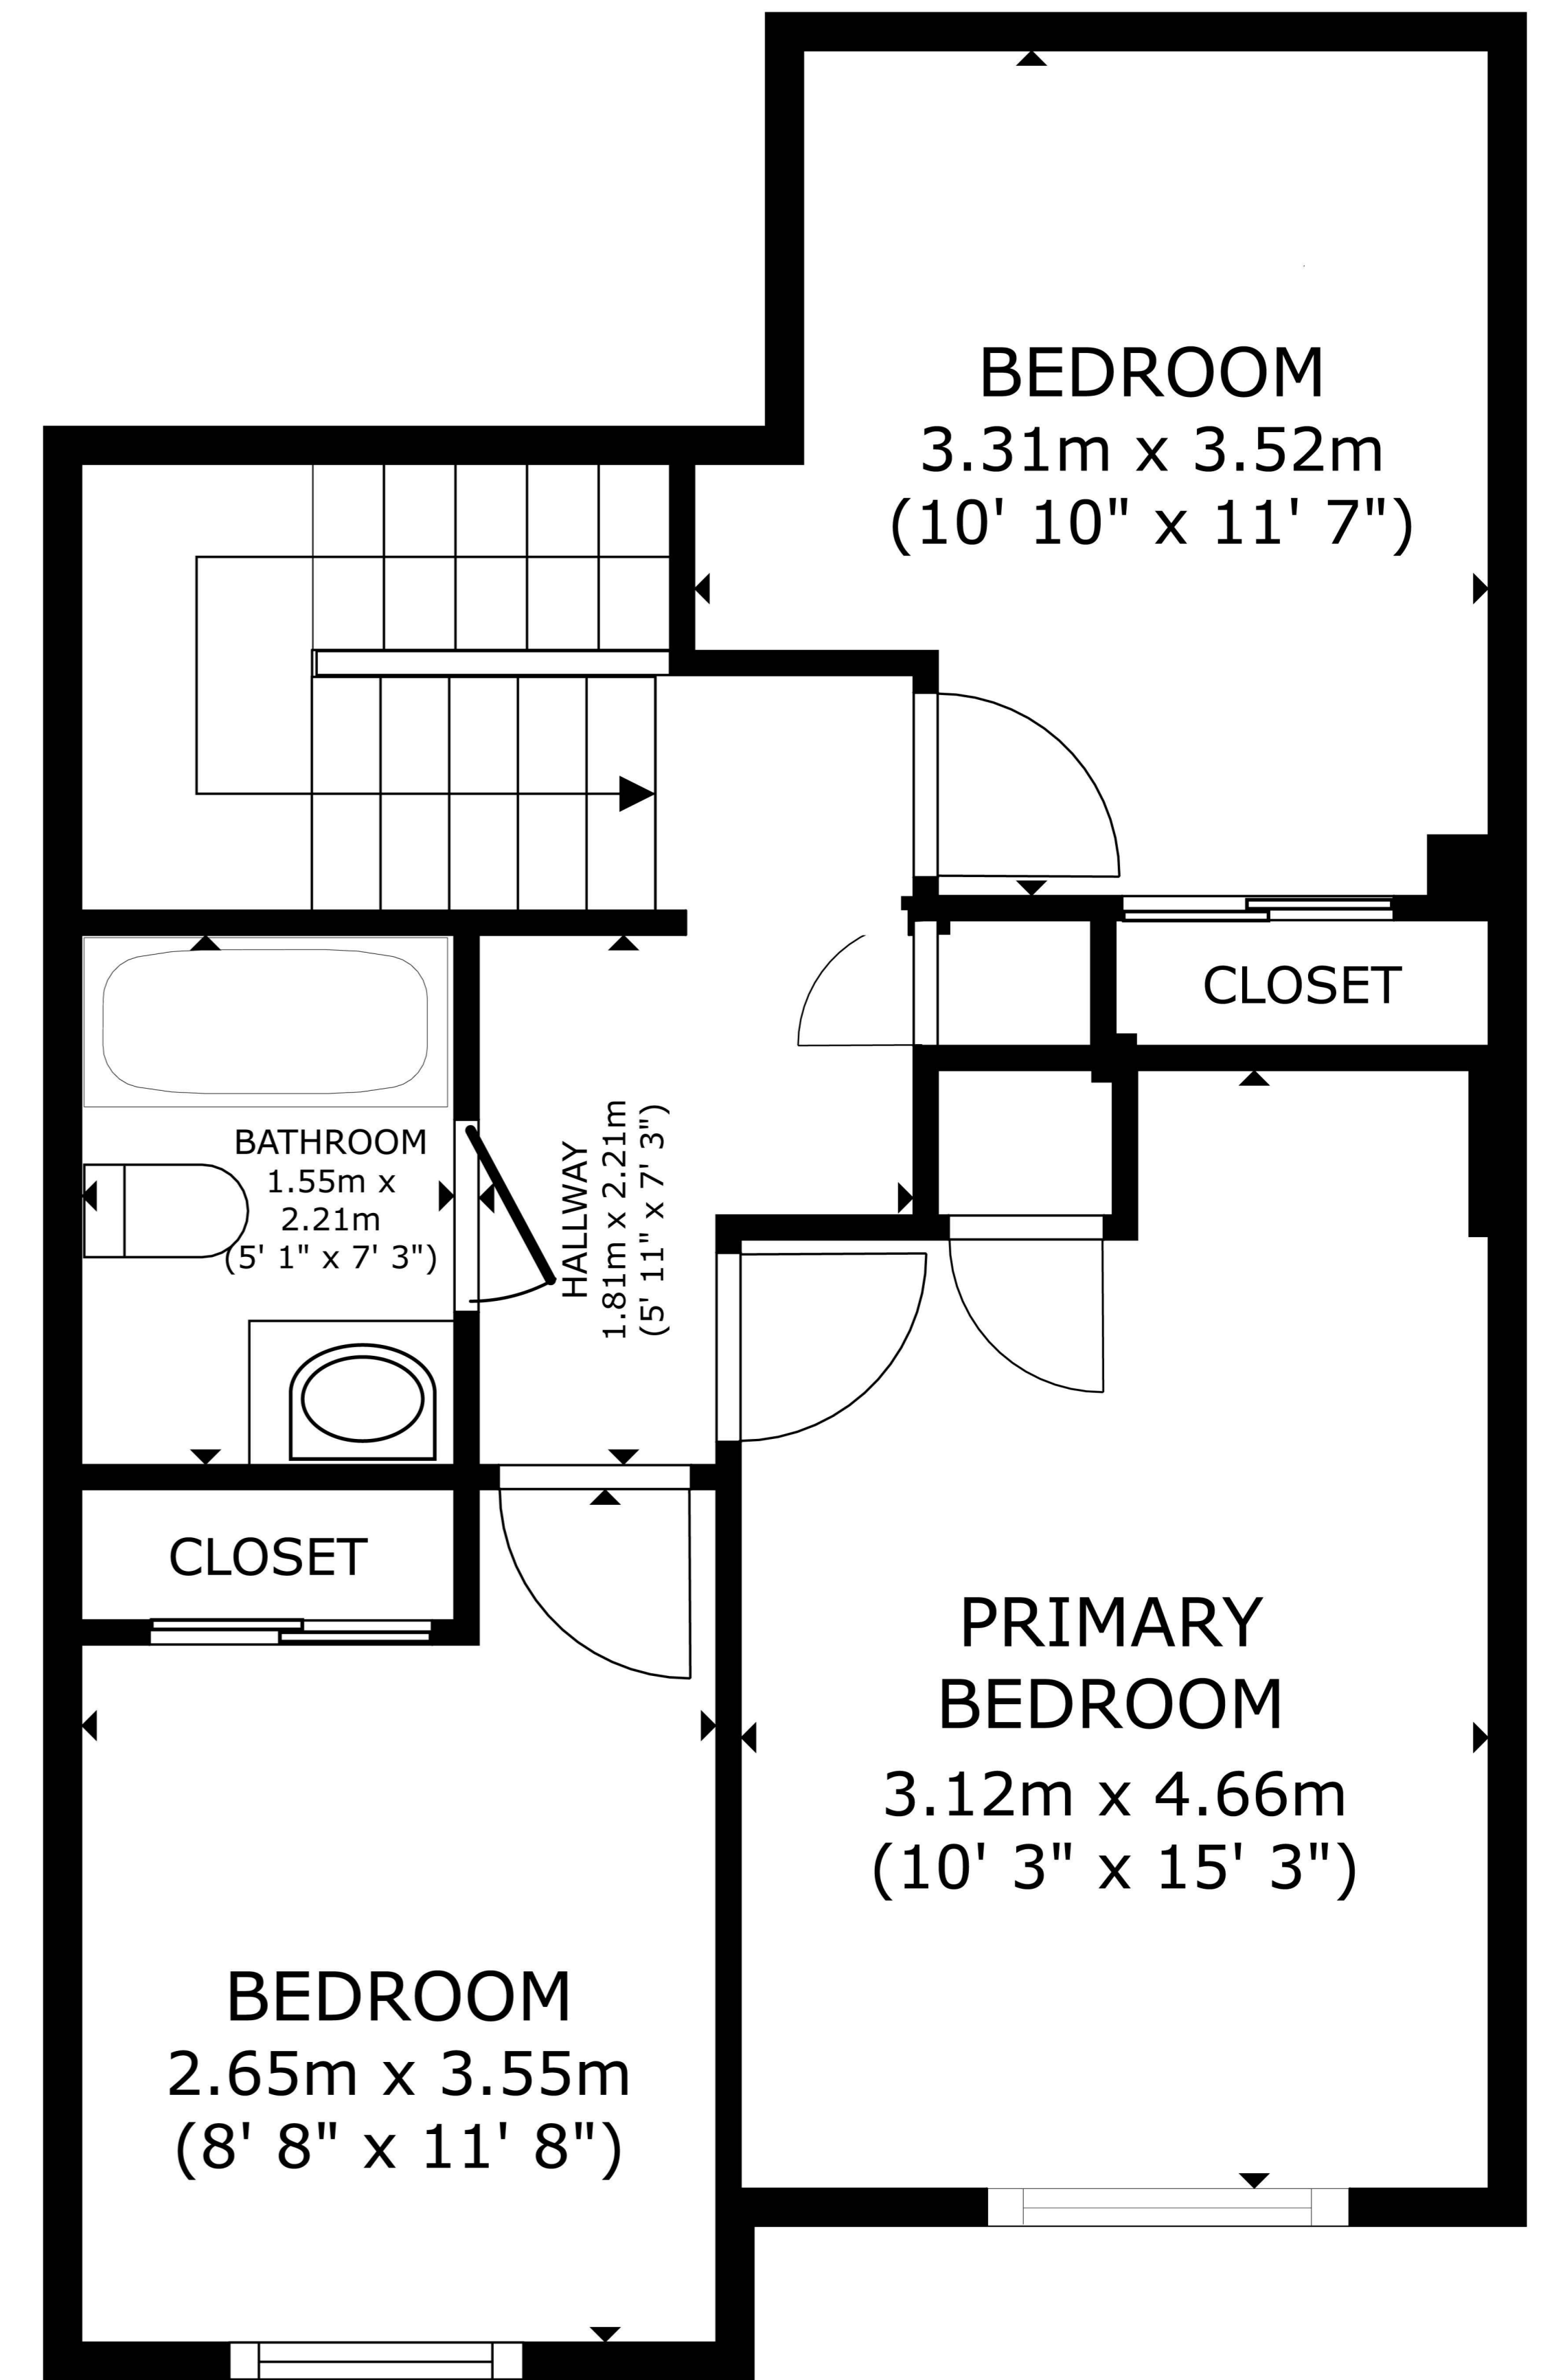 BEDROOM
3.31m x 3.52m
(10' 10" x 11' 7")
CLOSET
BATHROOM
1.55m x
2.21m
(5' 1" x 7' 3")
HALLWAY
1.81m x 2.21m
(5' 11" x 7' 3")
CLOSET
PRIMARY
BEDROOM
3.12m x 4.66m
(10' 3" x 15' 3")
BEDROOM
2.65m x 3.55m
(8' 8" x 11' 8")